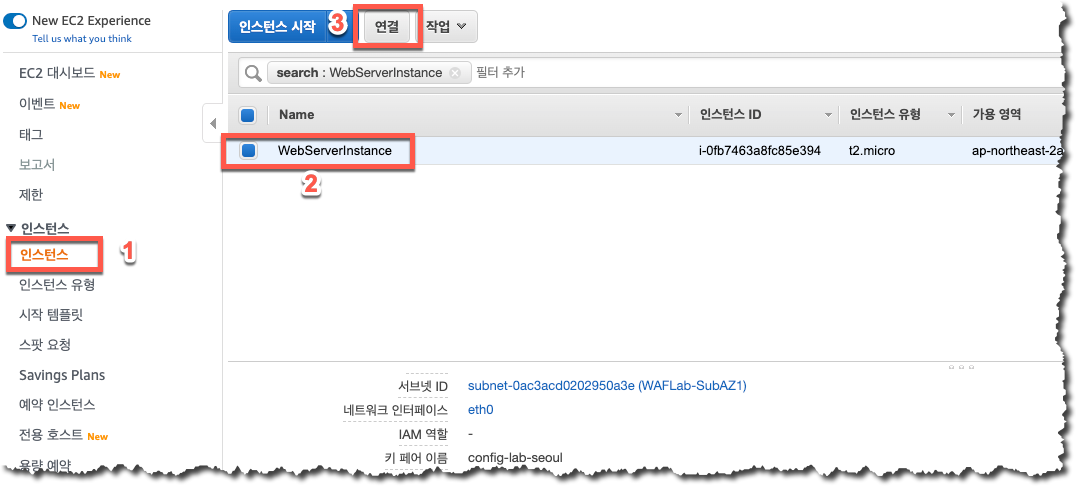 New EC2 Experience
Tell us what you think
EC2 대시보드 New
이벤트 New
태그
보고서
제한
인스턴스
인스턴스
1
인스턴스 유형
시작 템플릿
스팟 요청
Savings Plans
예약 인스턴스
전용 호스트 New
용량 예약
인스턴스 시작 3 연결 작업
search : WebServerInstance 필터 추가
Name 인스턴스 ID 인스턴스 유형 가용 영역
WebServerInstance i-0fb7463a8fc85e394 t2.micro ap-northeast-2a
2
서브넷 ID subnet-0ac3acd0202950a3e (WAFLab-SubAZ1)
네트워크 인터페이스 eth0
IAM 역할 -
키 페어 이름 config-lab-seoul